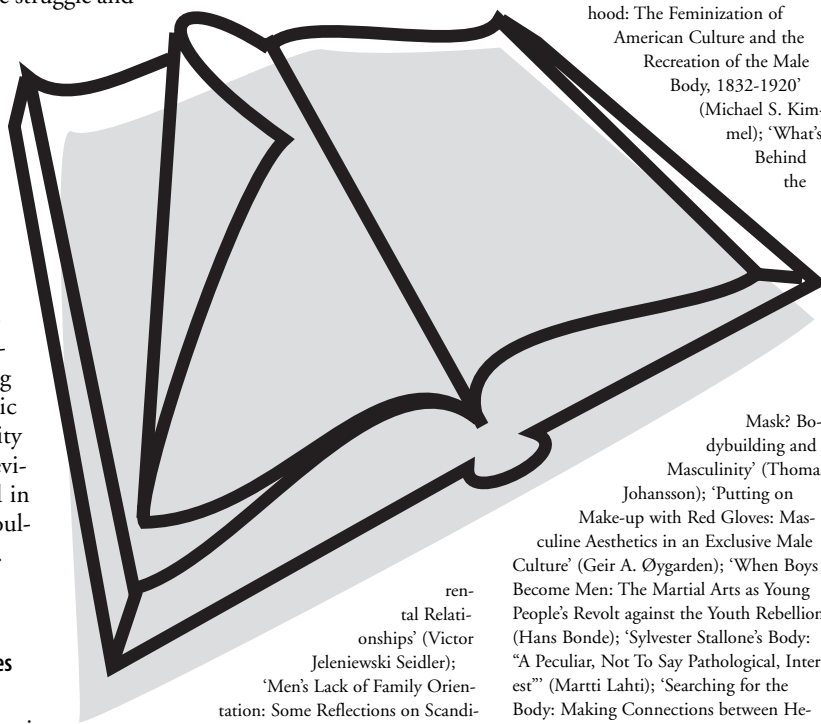 struggle and
in
ren-
tal Relati-
onships’ (Victor
Jeleniewski Seidler);
‘Men’s Lack of Family Orien-
tation: Some Reflections on Scandi-
hood: The Feminization of
American Culture and the
Recreation of the Male
Body, 1832-1920’
(Michael S. Kim-
mel); ‘What’s
Behind
the
Mask? Bo-
dybuilding and
Masculinity’ (Thomas
Johansson); ‘Putting on
Make-up with Red Gloves: Mas-
culine Aesthetics in an Exclusive Male
Culture’ (Geir A. Øygarden); ‘When Boys
Become Men: The Martial Arts as Young
People’s Revolt against the Youth Rebellion
(Hans Bonde); ‘Sylvester Stallone’s Body:
“A Peculiar, Not To Say Pathological, Inter
est”’ (Martti Lahti); ‘Searching for the
Body: Making Connections between He-